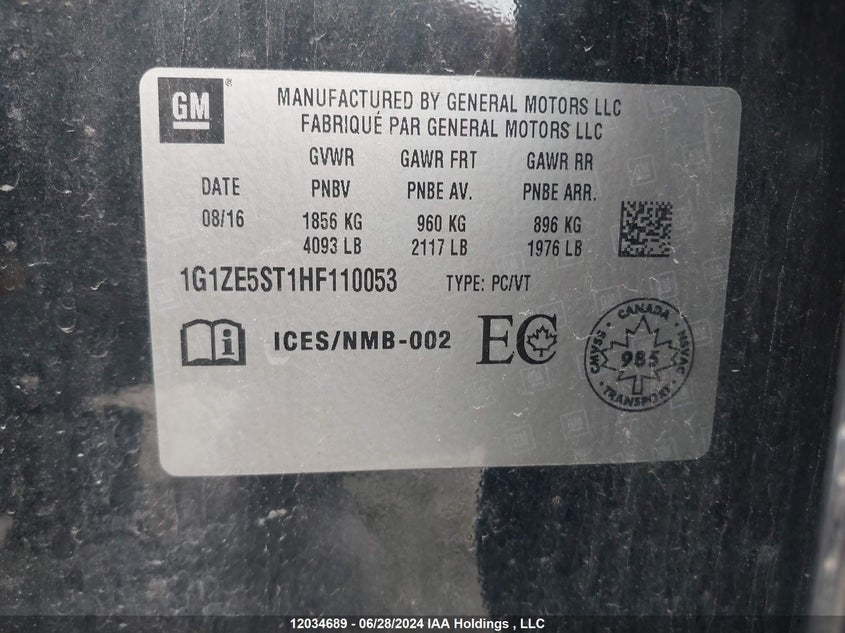 GM
MANUFACTURED BY GENERAL MOTORS LLC
FABRIQUÉ PAR GENERAL MOTORS LLC
GVWR GAWR FRT GAWR RR
DATE PNBV PNBE AV. PNBE ARR.
08/16 1856 KG 960 KG 896 KG
4093 LB 2117 LB 1976 LB
1G1ZE5ST1HF110053 TYPE: PC/VT
i ICES/NMB-002 EC
CANADA
CMVSS 985 NSVAC
TRANSPORT
12034689 - 06/28/2024 IAA Holdings , LLC